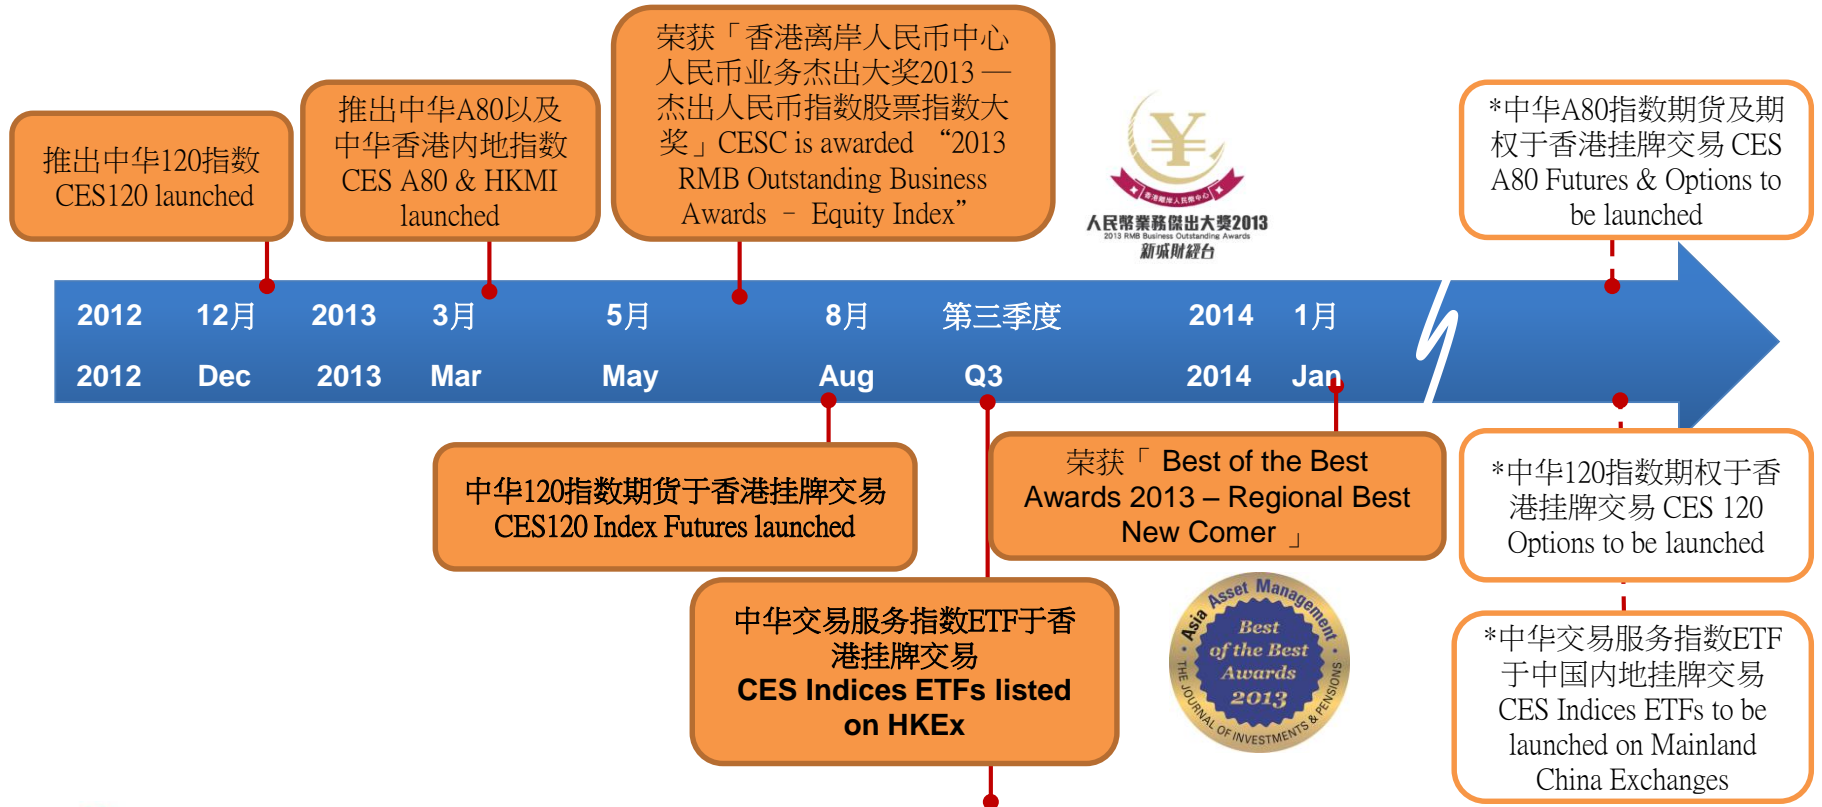 推出中华120指数
CES120 launched
推出中华A80以及
中华香港内地指数
CES A80 & HKMI
launched
荣获「香港离岸人民币中心
人民币业务杰出大奖2013 —
杰出人民币指数股票指数大
奖」CESC is awarded “2013
RMB Outstanding Business
Awards – Equity Index”
香港離岸人民幣中心
人民幣業務傑出大獎2013
2013 RMB Business Outstanding Awards
新城財經台
*中华A80指数期货及期
权于香港挂牌交易 CES
A80 Futures & Options to
be launched
2012 12月 2013 3月 5月 8月 第三季度 2014 1月
2012 Dec 2013 Mar May Aug Q3 2014 Jan
中华120指数期货于香港挂牌交易
CES120 Index Futures launched
荣获「 Best of the Best
Awards 2013 – Regional Best
New Comer 」
*中华120指数期权于香
港挂牌交易 CES 120
Options to be launched
中华交易服务指数ETF于香
港挂牌交易
CES Indices ETFs listed
on HKEx
Asia Asset Management
Best
of the Best
Awards
2013
THE JOURNAL OF INVESTMENTS & PENSIONS
*中华交易服务指数ETF
于中国内地挂牌交易
CES Indices ETFs to be
launched on Mainland
China Exchanges